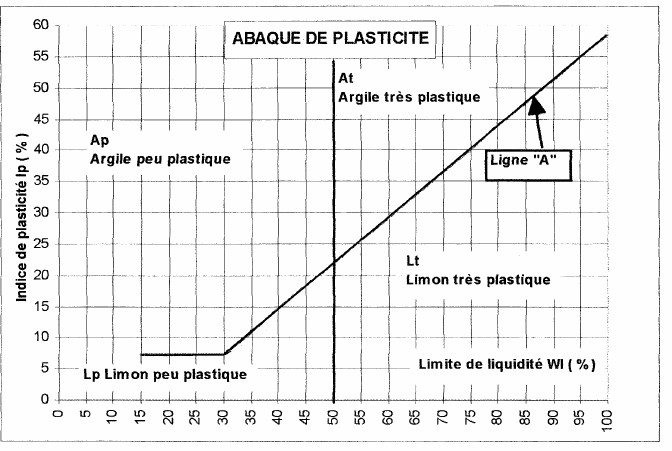 ABAQUE DE PLASTICITE
Indice de plasticité Ip ( % )
60
55
50
45
40
35
30
25
20
15
10
5
0
At
Argile très plastique
Ap
Argile peu plastique
Ligne "A"
Lt
Limon très plastique
Lp Limon peu plastique
Limite de liquidité Wl ( % )
0 5 10 15 20 25 30 35 40 45 50 55 60 65 70 75 80 85 90 95 100